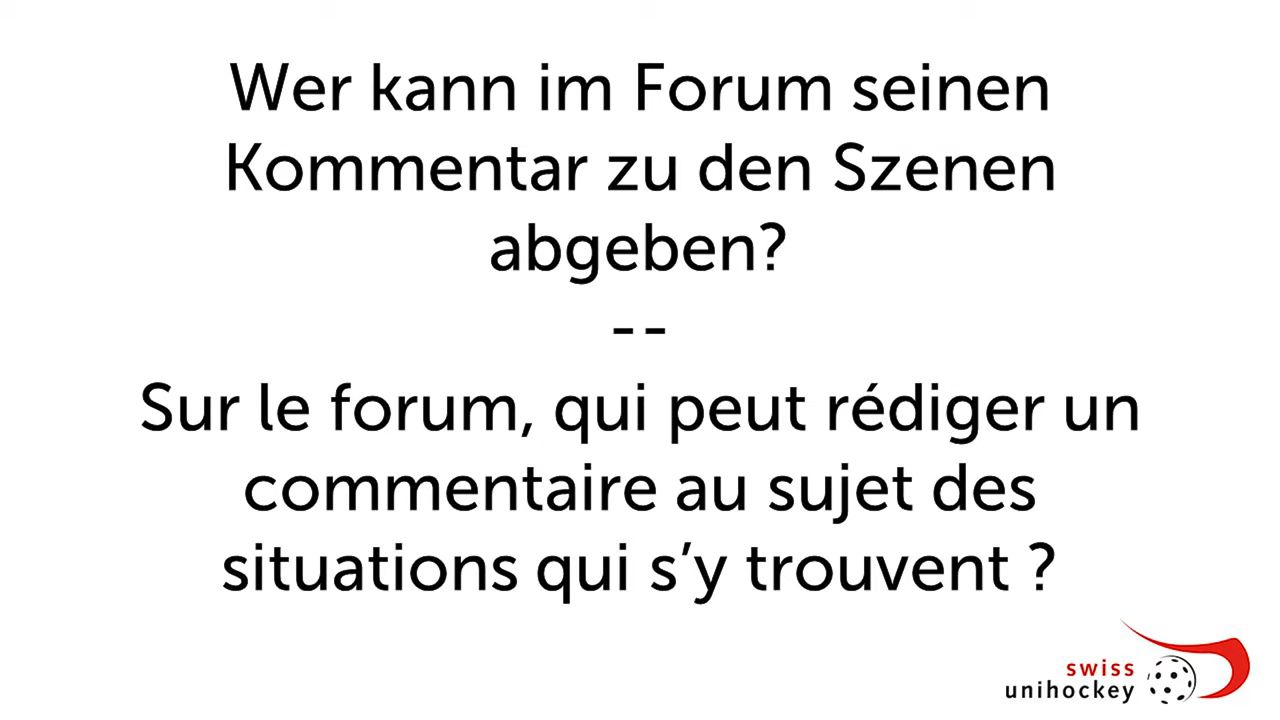 Wer kann im Forum seinen
Kommentar zu den Szenen
abgeben?
--
Sur le forum, qui peut rédiger un
commentaire au sujet des
situations qui s’y trouvent ?
swiss
unihockey